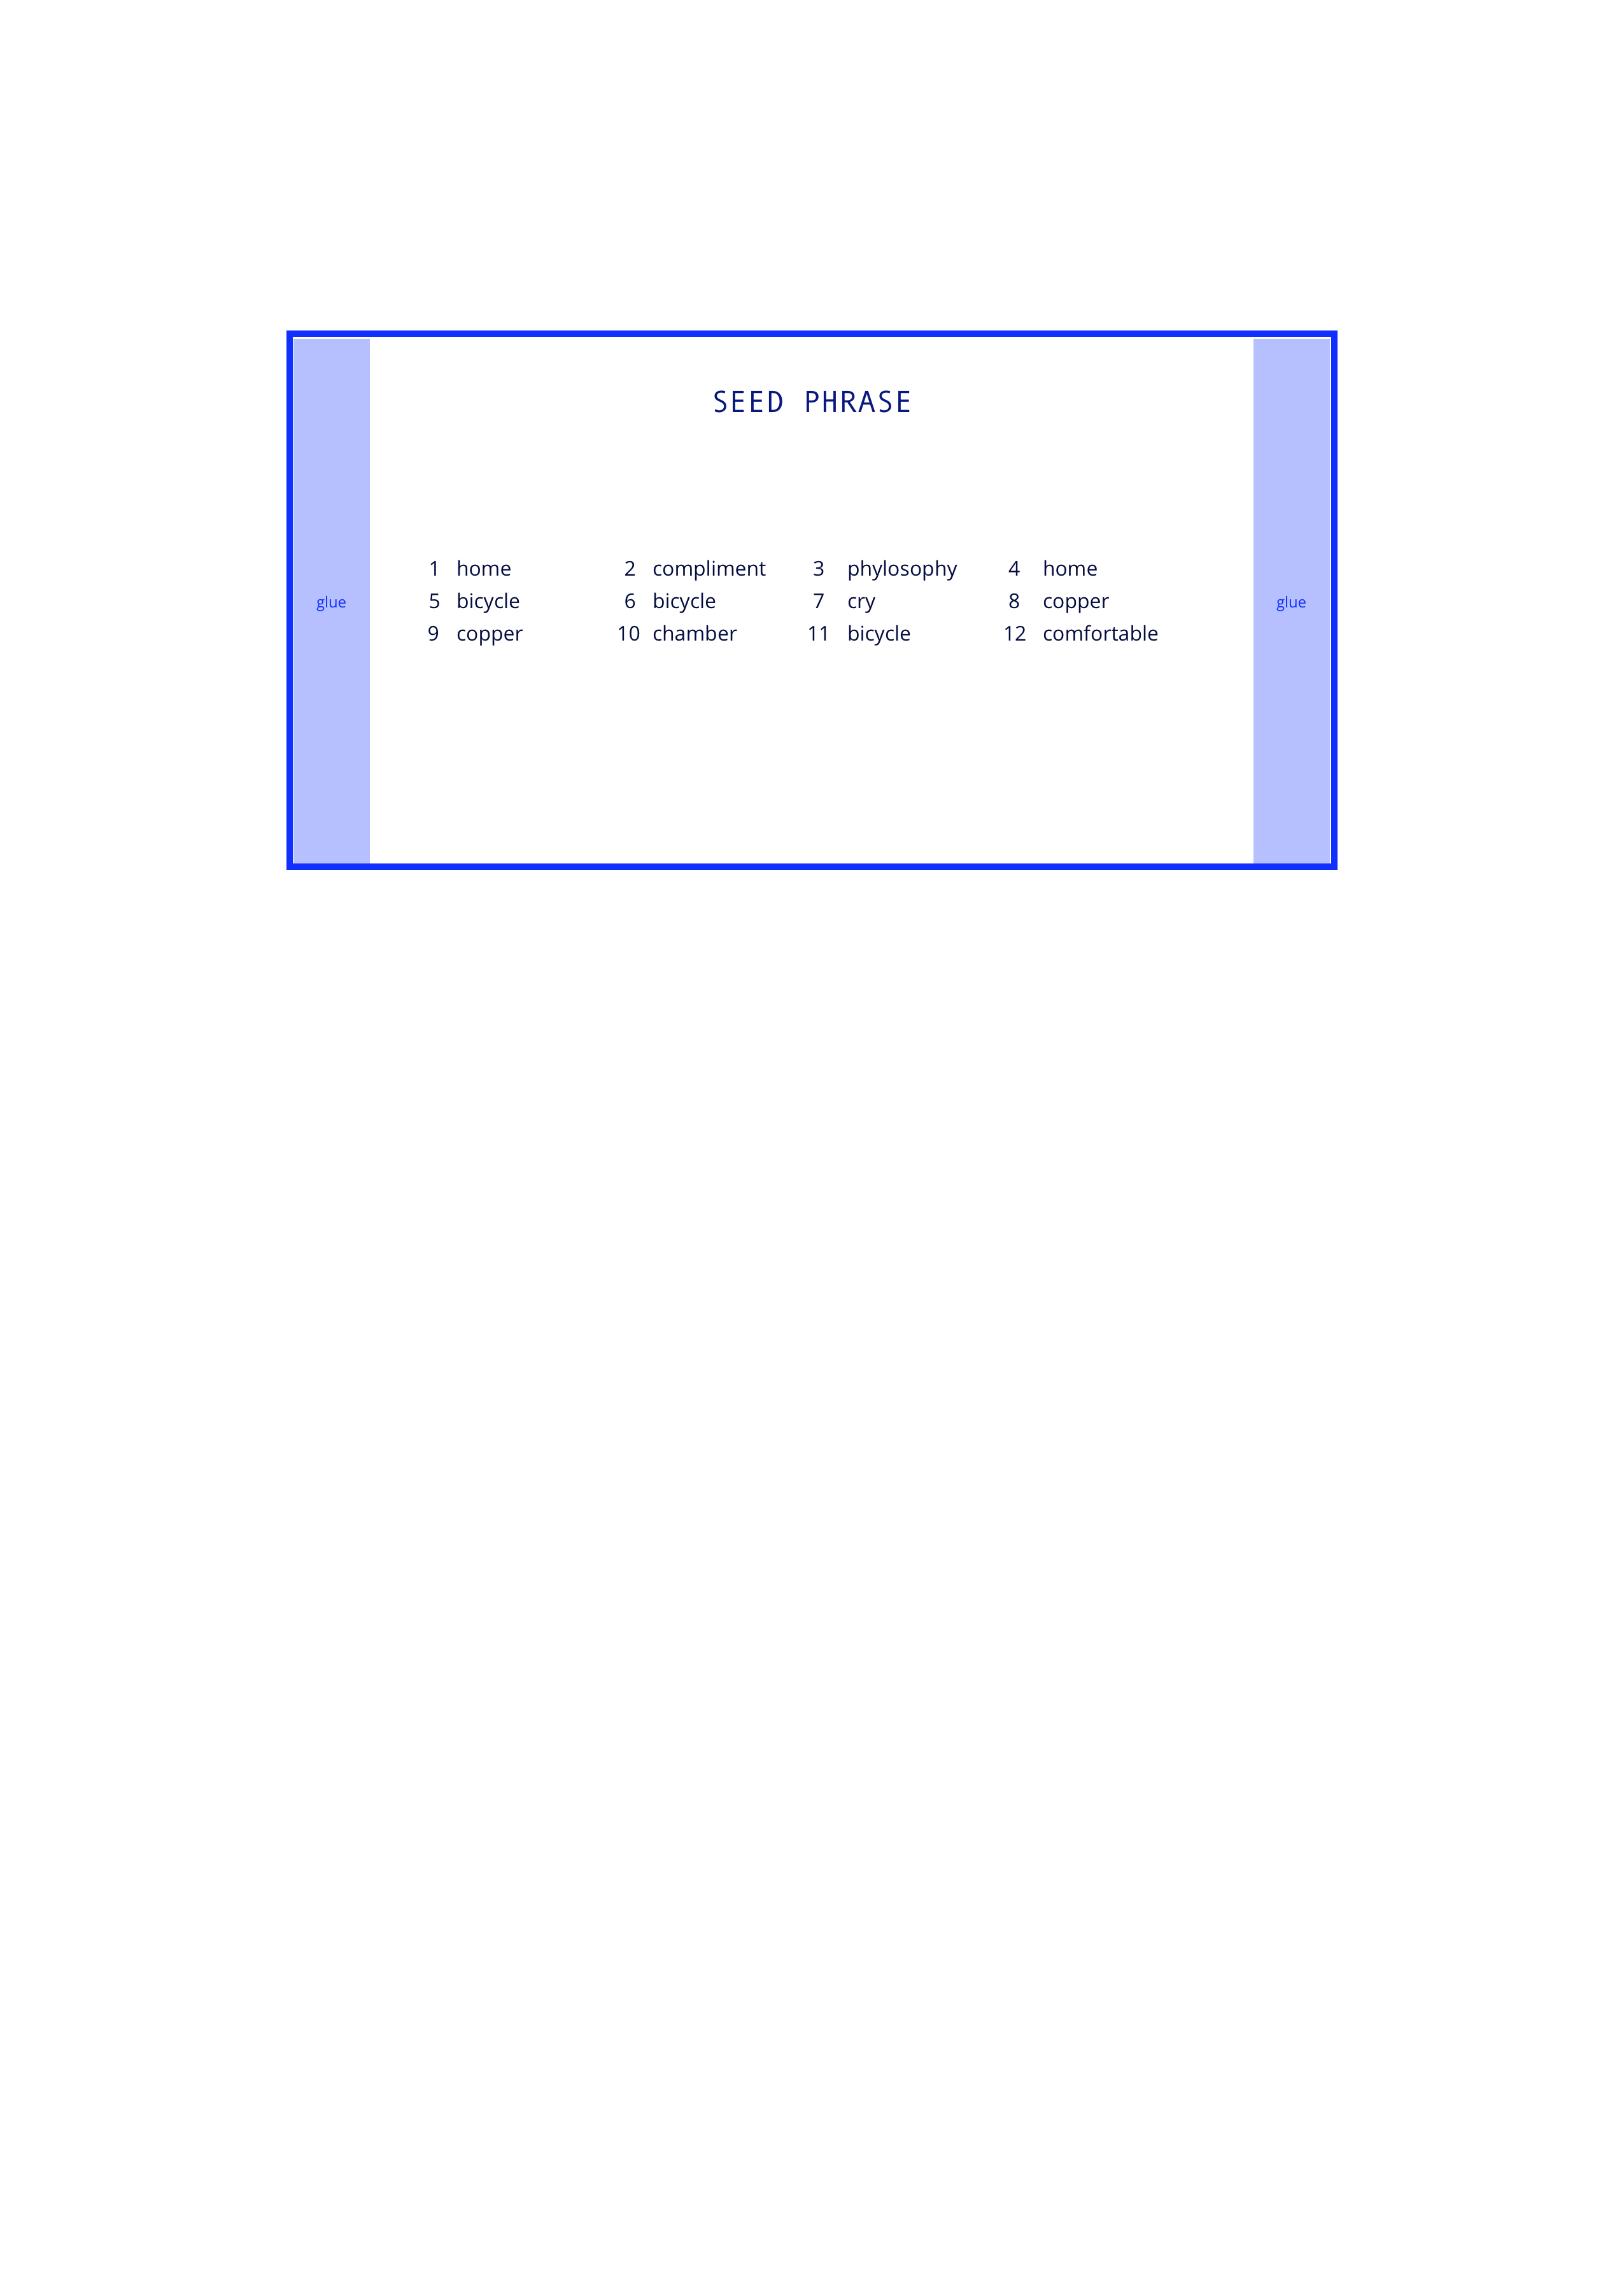 SEED PHRASE
1 home 2 compliment 3 phylosophy 4 home
glue 5 bicycle 6 bicycle 7 cry 8 copper glue
9 copper 10 chamber 11 bicycle 12 comfortable